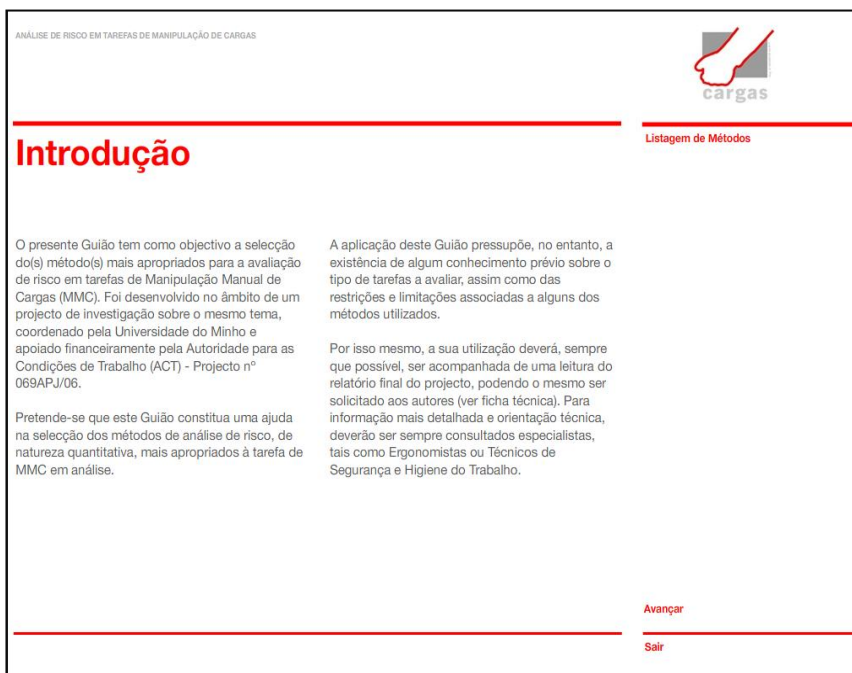 ANÁLISE DE RISCO EM TAREFAS DE MANIPULAÇÃO DE CARGAS
cargas
Listagem de Métodos
Introdução
O presente Guião tem como objectivo a selecção
do(s) método(s) mais apropriados para a avaliação
de risco em tarefas de Manipulação Manual de
Cargas (MMC). Foi desenvolvido no âmbito de um
projecto de investigação sobre o mesmo tema,
coordenado pela Universidade do Minho e
apoiado financeiramente pela Autoridade para as
Condições de Trabalho (ACT) - Projecto nº
069APJ/06.
Pretende-se que este Guião constitua uma ajuda
na selecção dos métodos de análise de risco, de
natureza quantitativa, mais apropriados à tarefa de
MMC em análise.
A aplicação deste Guião pressupõe, no entanto, a
existência de algum conhecimento prévio sobre o
tipo de tarefas a avaliar, assim como das
restrições e limitações associadas a alguns dos
métodos utilizados.
Por isso mesmo, a sua utilização deverá, sempre
que possível, ser acompanhada de uma leitura do
relatório final do projecto, podendo o mesmo ser
solicitado aos autores (ver ficha técnica). Para
informação mais detalhada e orientação técnica,
deverão ser sempre consultados especialistas,
tais como Ergonomistas ou Técnicos de
Segurança e Higiene do Trabalho.
Avançar
Sair